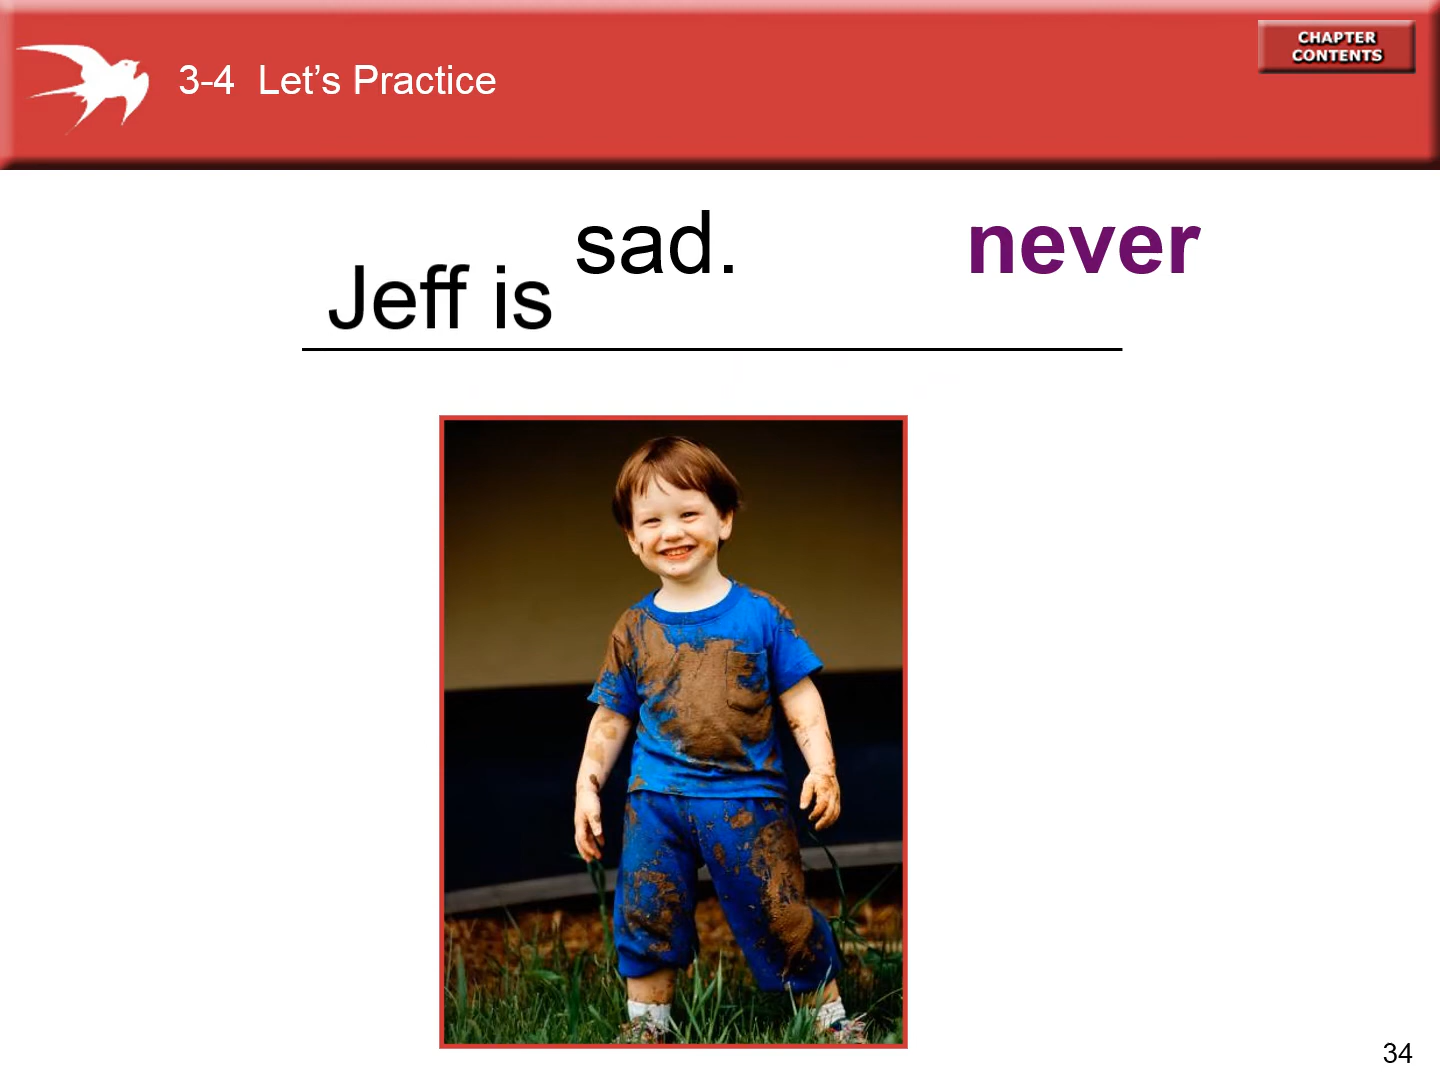 3-4 Let’s Practice
CHAPTER
CONTENTS
sad. never
Jeff is
34